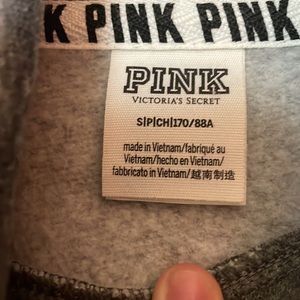 K PINK PINK
PINK
VICTORIA'S SECRET
S|P|CH|170/88A
made in Vietnam/fabriqué au
Vietnam/hecho en Vietnam/
fabbricato in Vietnam/越南制造